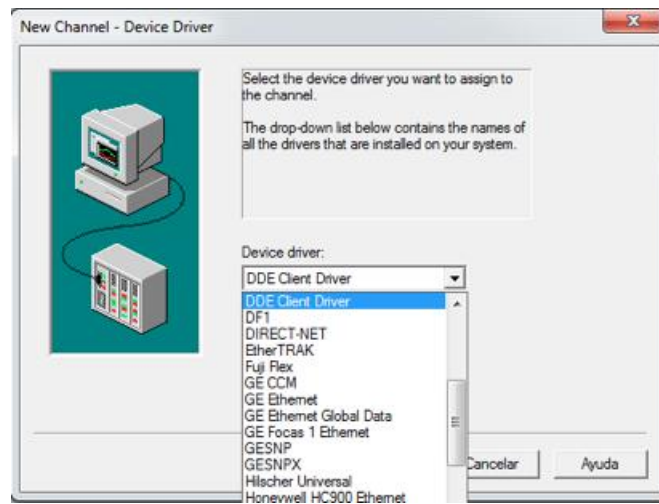 New Channel - Device Driver
Select the device driver you want to assign to
the channel.
The drop-down list below contains the names of
all the drivers that are installed on your system.
Device driver:
DDE Client Driver
DDE Client Driver
DF1
DIRECT-NET
EtherTRAK
Fuji Flex
GE CCM
GE Ethernet
GE Ethernet Global Data
GE Focas 1 Ethernet
GESNP
GESNPX
Hilscher Universal
Honeywell HC900 Ethernet
Cancelar
Ayuda